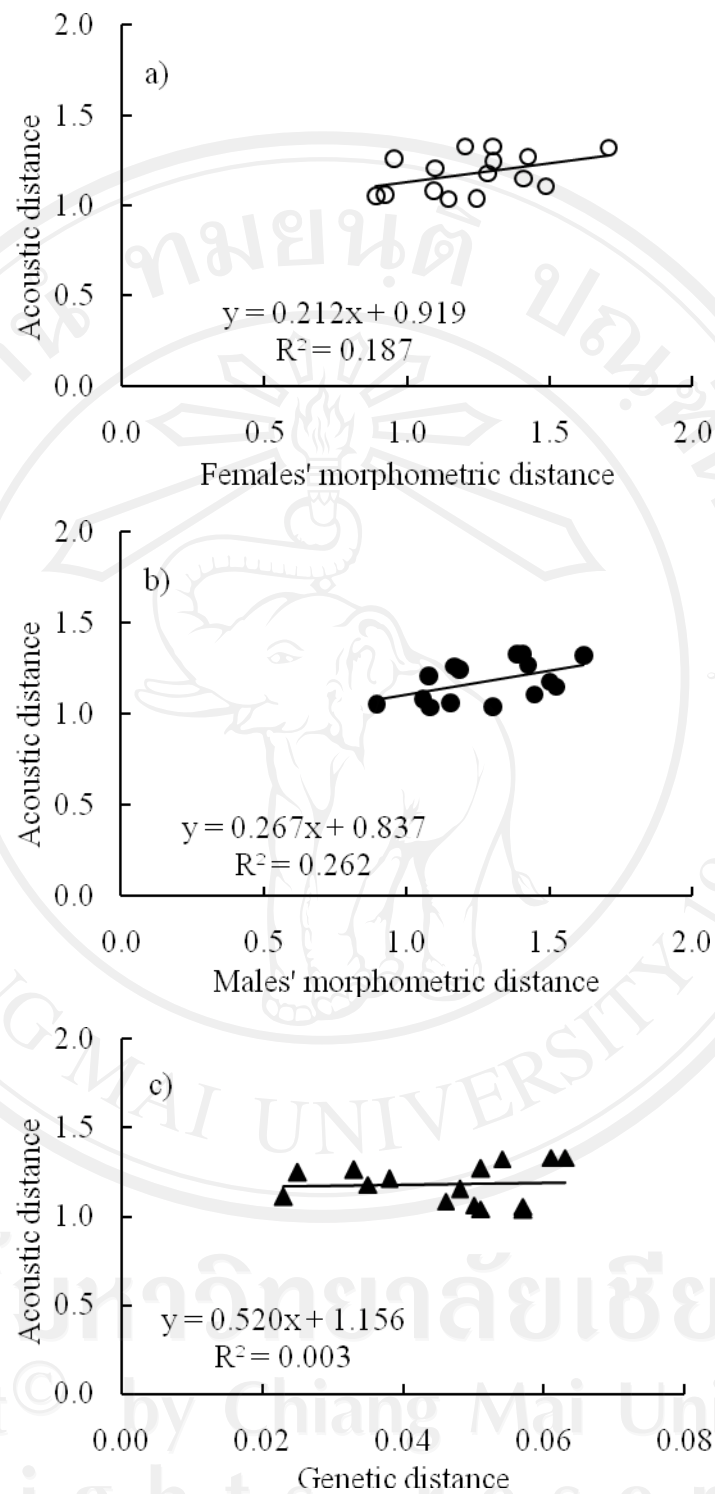 2.0
a)
1.5
1.0
0.5
0.0
Acoustic distance
y = 0.212x + 0.919
R² = 0.187
0.0 0.5 1.0 1.5 2.0
Females' morphometric distance
2.0
b)
1.5
1.0
0.5
0.0
Acoustic distance
y = 0.267x + 0.837
R² = 0.262
0.0 0.5 1.0 1.5 2.0
Males' morphometric distance
2.0
c)
1.5
1.0
0.5
0.0
Acoustic distance
y = 0.520x + 1.156
R² = 0.003
0.00 0.02 0.04 0.06 0.08
Genetic distance
MAI UNIVERSITY
© by Chiang Mai